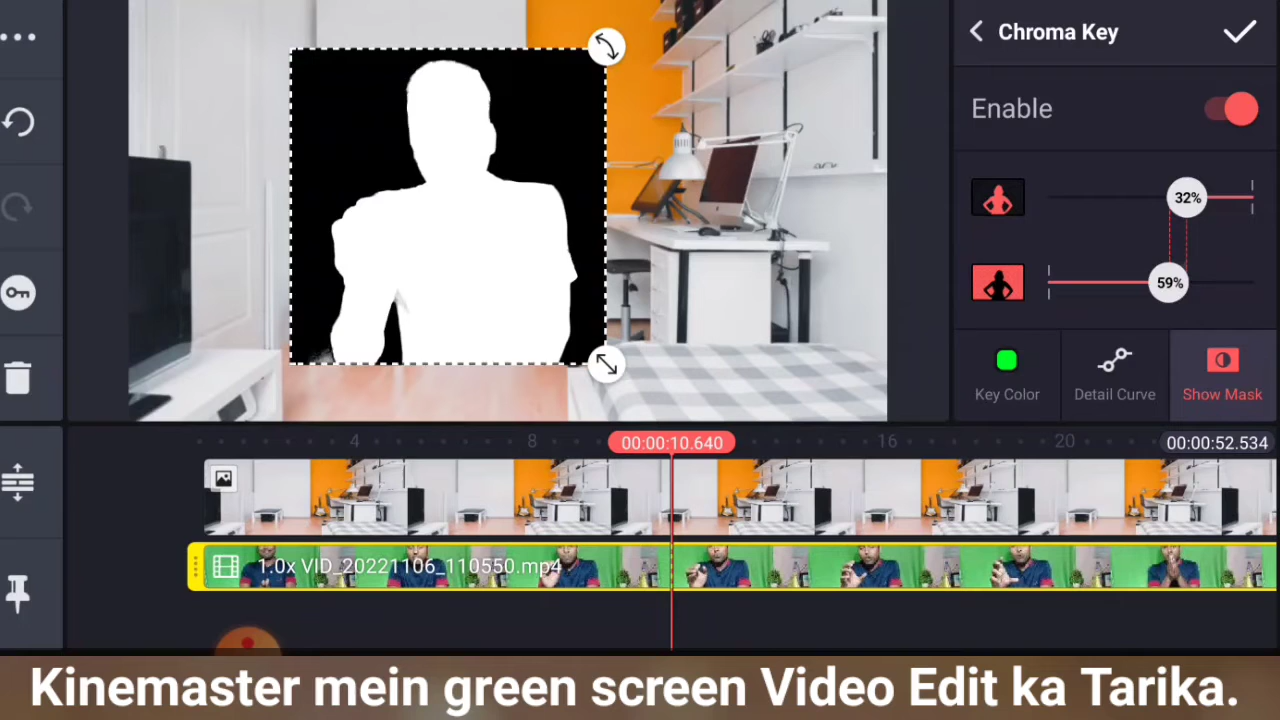 Chroma Key
Enable
32%
59%
Key Color
Detail Curve
Show Mask
4
8
00:00:10.640
16
20
00:00:52.534
1.0x VID_20221106_110550.mp4
Kinemaster mein green screen Video Edit ka Tarika.